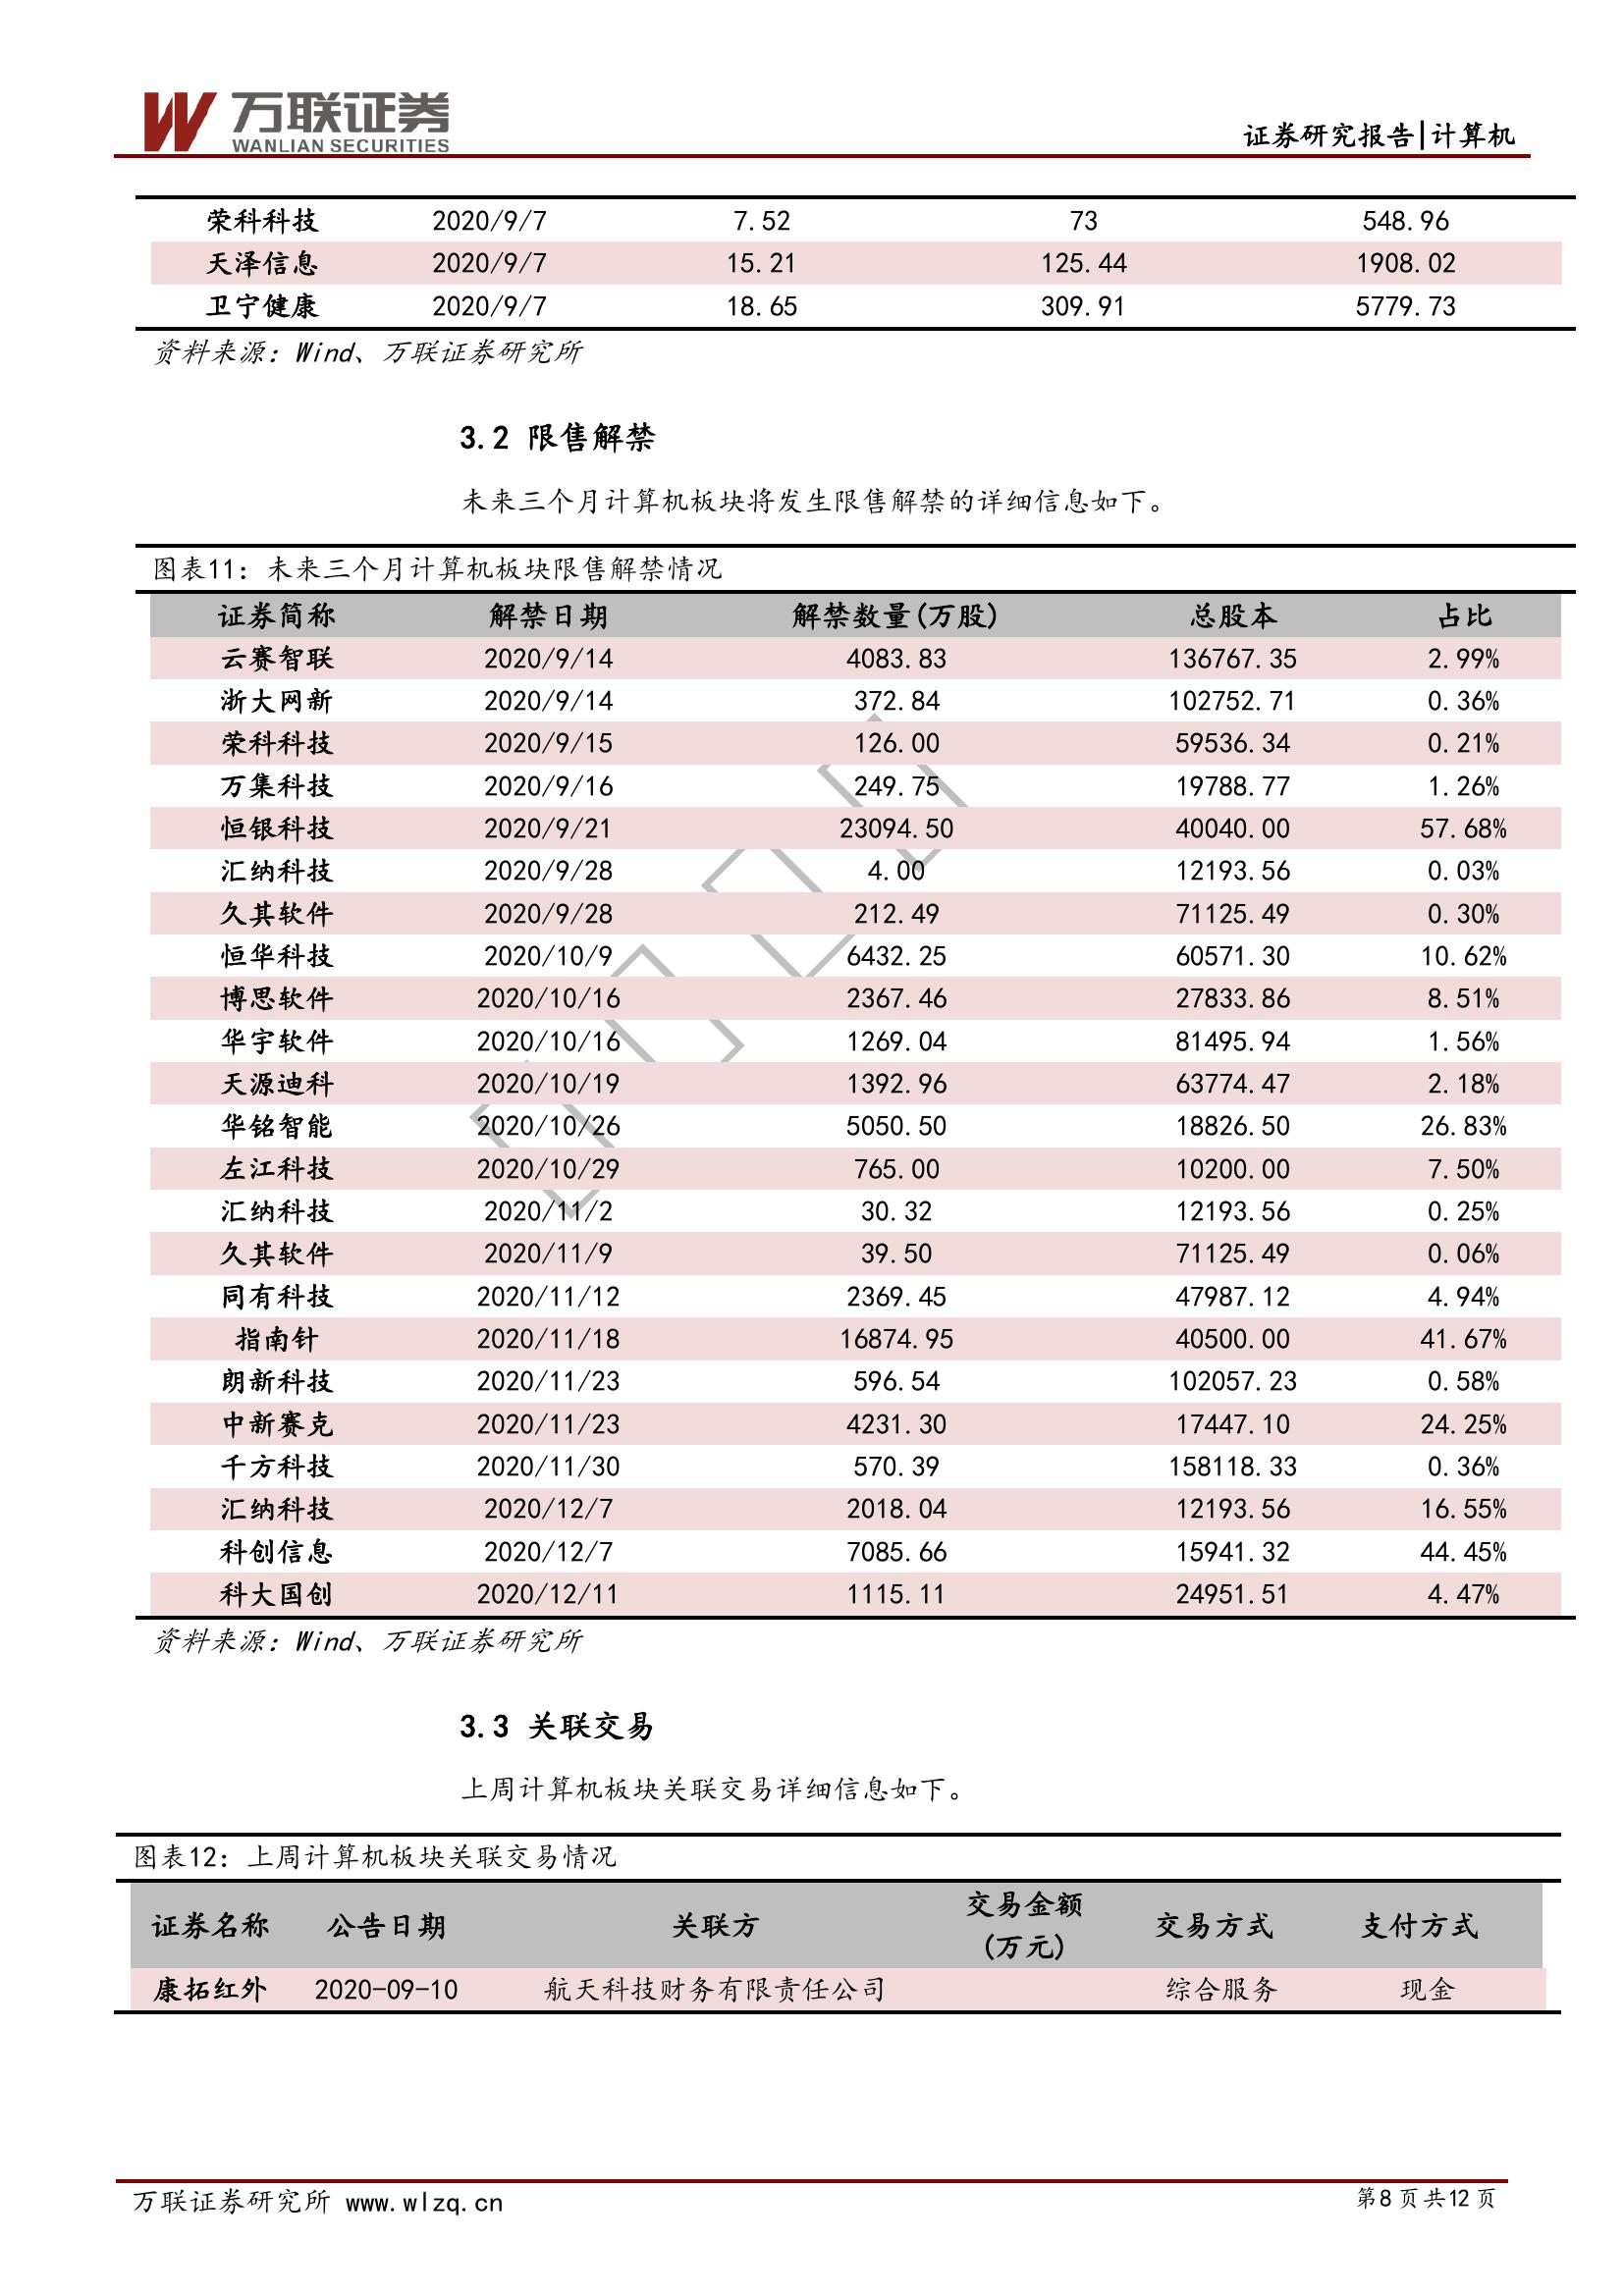 万联证券
WANLIAN SECURITIES
证券研究报告|计算机
荣科科技 2020/9/7 7.52 73 548.96
天泽信息 2020/9/7 15.21 125.44 1908.02
卫宁健康 2020/9/7 18.65 309.91 5779.73
资料来源：Wind、万联证券研究所
3.2 限售解禁
未来三个月计算机板块将发生限售解禁的详细信息如下。
图表11：未来三个月计算机板块限售解禁情况
证券简称 解禁日期 解禁数量(万股) 总股本 占比
云赛智联 2020/9/14 4083.83 136767.35 2.99%
浙大网新 2020/9/14 372.84 102752.71 0.36%
荣科科技 2020/9/15 126.00 59536.34 0.21%
万集科技 2020/9/16 249.75 19788.77 1.26%
恒银科技 2020/9/21 23094.50 40040.00 57.68%
汇纳科技 2020/9/28 4.00 12193.56 0.03%
久其软件 2020/9/28 212.49 71125.49 0.30%
恒华科技 2020/10/9 6432.25 60571.30 10.62%
博思软件 2020/10/16 2367.46 27833.86 8.51%
华宇软件 2020/10/16 1269.04 81495.94 1.56%
天源迪科 2020/10/19 1392.96 63774.47 2.18%
华铭智能 2020/10/26 5050.50 18826.50 26.83%
左江科技 2020/10/29 765.00 10200.00 7.50%
汇纳科技 2020/11/2 30.32 12193.56 0.25%
久其软件 2020/11/9 39.50 71125.49 0.06%
同有科技 2020/11/12 2369.45 47987.12 4.94%
指南针 2020/11/18 16874.95 40500.00 41.67%
朗新科技 2020/11/23 596.54 102057.23 0.58%
中新赛克 2020/11/23 4231.30 17447.10 24.25%
千方科技 2020/11/30 570.39 158118.33 0.36%
汇纳科技 2020/12/7 2018.04 12193.56 16.55%
科创信息 2020/12/7 7085.66 15941.32 44.45%
科大国创 2020/12/11 1115.11 24951.51 4.47%
资料来源：Wind、万联证券研究所
3.3 关联交易
上周计算机板块关联交易详细信息如下。
图表12：上周计算机板块关联交易情况
证券名称 公告日期 关联方 交易金额(万元) 交易方式 支付方式
康拓红外 2020-09-10 航天科技财务有限责任公司 综合服务 现金
万联证券研究所 www.wlzq.cn 第8页共12页